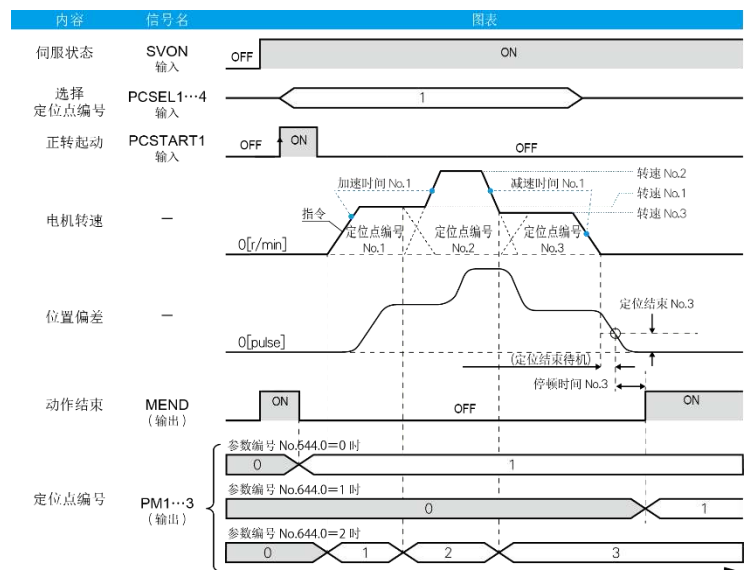 内容 信号名 图表
伺服状态 SVON OFF ON
输入
选择 PCSEL1…4 1
定位点编号 输入
正转起动 PCSTART1 OFF ON OFF
输入
转速 No.2
加速时间 No.1 减速时间 No.1
转速 No.1
指令 转速 No.3
电机转速 —
定位点编号 定位点编号 定位点编号
0[r/min] No.1 No.2 No.3
定位结束 No.3
位置偏差 —
0[pulse]
(定位结束待机)
停顿时间 No.3
动作结束 MEND ON OFF ON
(输出)
参数编号 No.644.0=0 时
0 1
参数编号 No.644.0=1 时
定位点编号 PM1…3 0 1
(输出)
参数编号 No.644.0=2 时
0 1 2 3